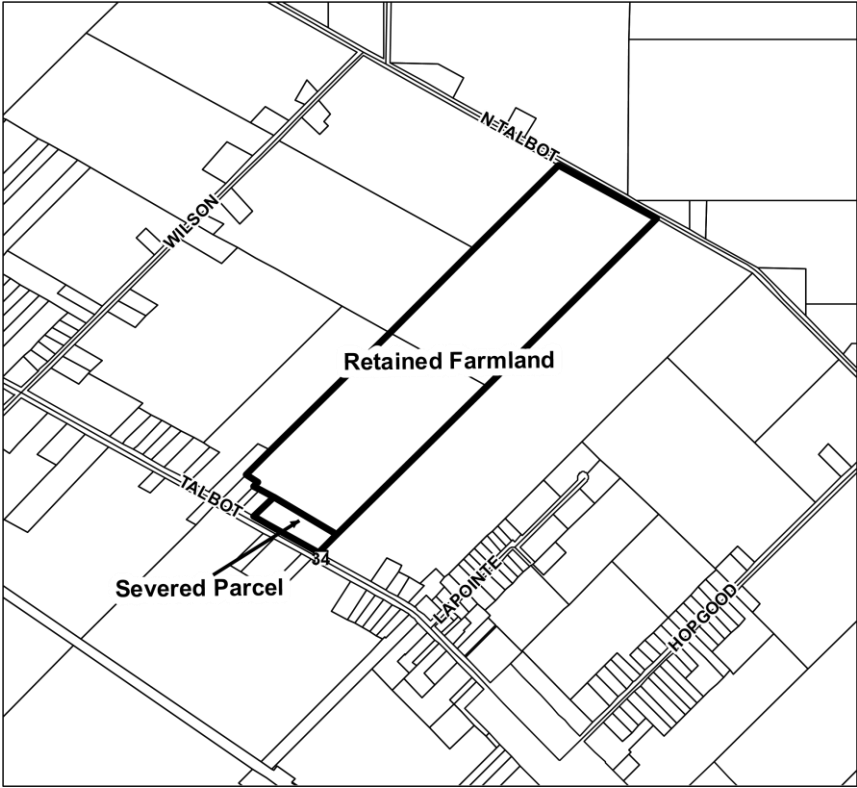 N TALBOT
WILSON
Retained Farmland
TALBOT
34
Severed Parcel
LAPOINTE
HOPGOOD